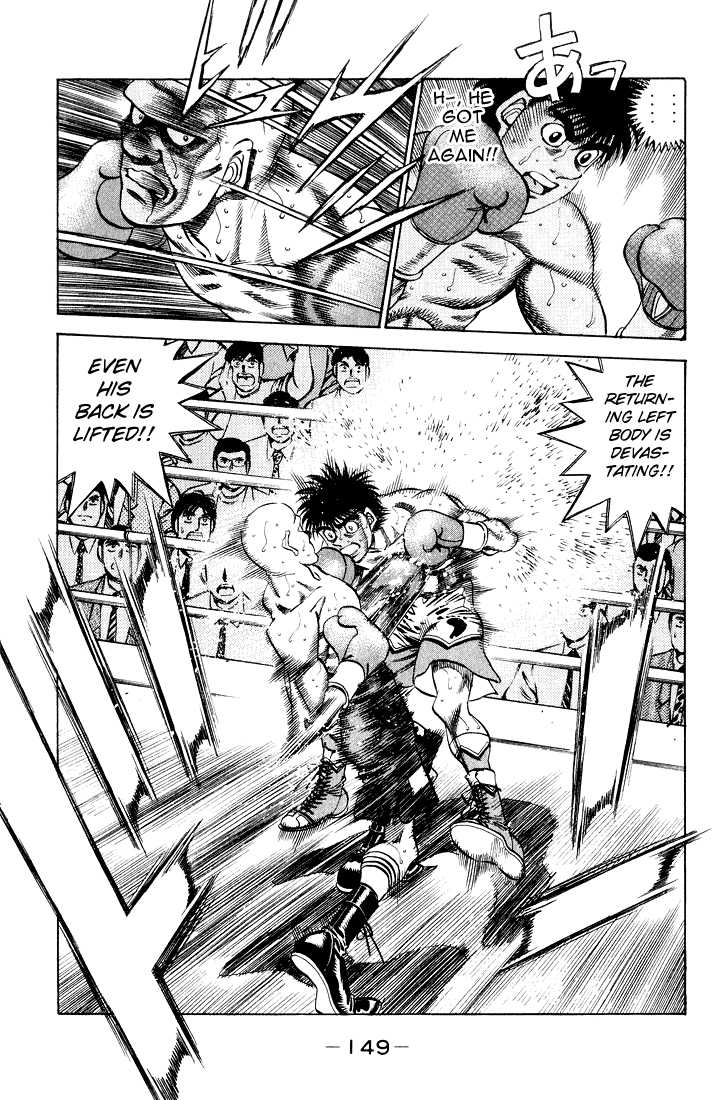 あっ
H-, HE
GOT
ME
AGAIN!!
THE
RETURN-
ING LEFT
BODY IS
DEVAS-
TATING!!
EVEN
HIS
BACK IS
LIFTED!!
-149-